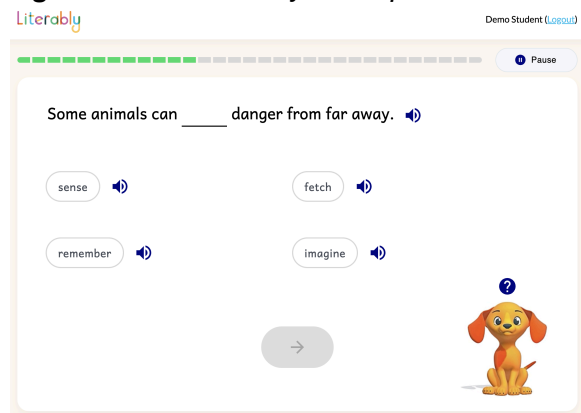 Literably
Demo Student (Logout)
Pause
Some animals can _____ danger from far away.
sense
fetch
remember
imagine